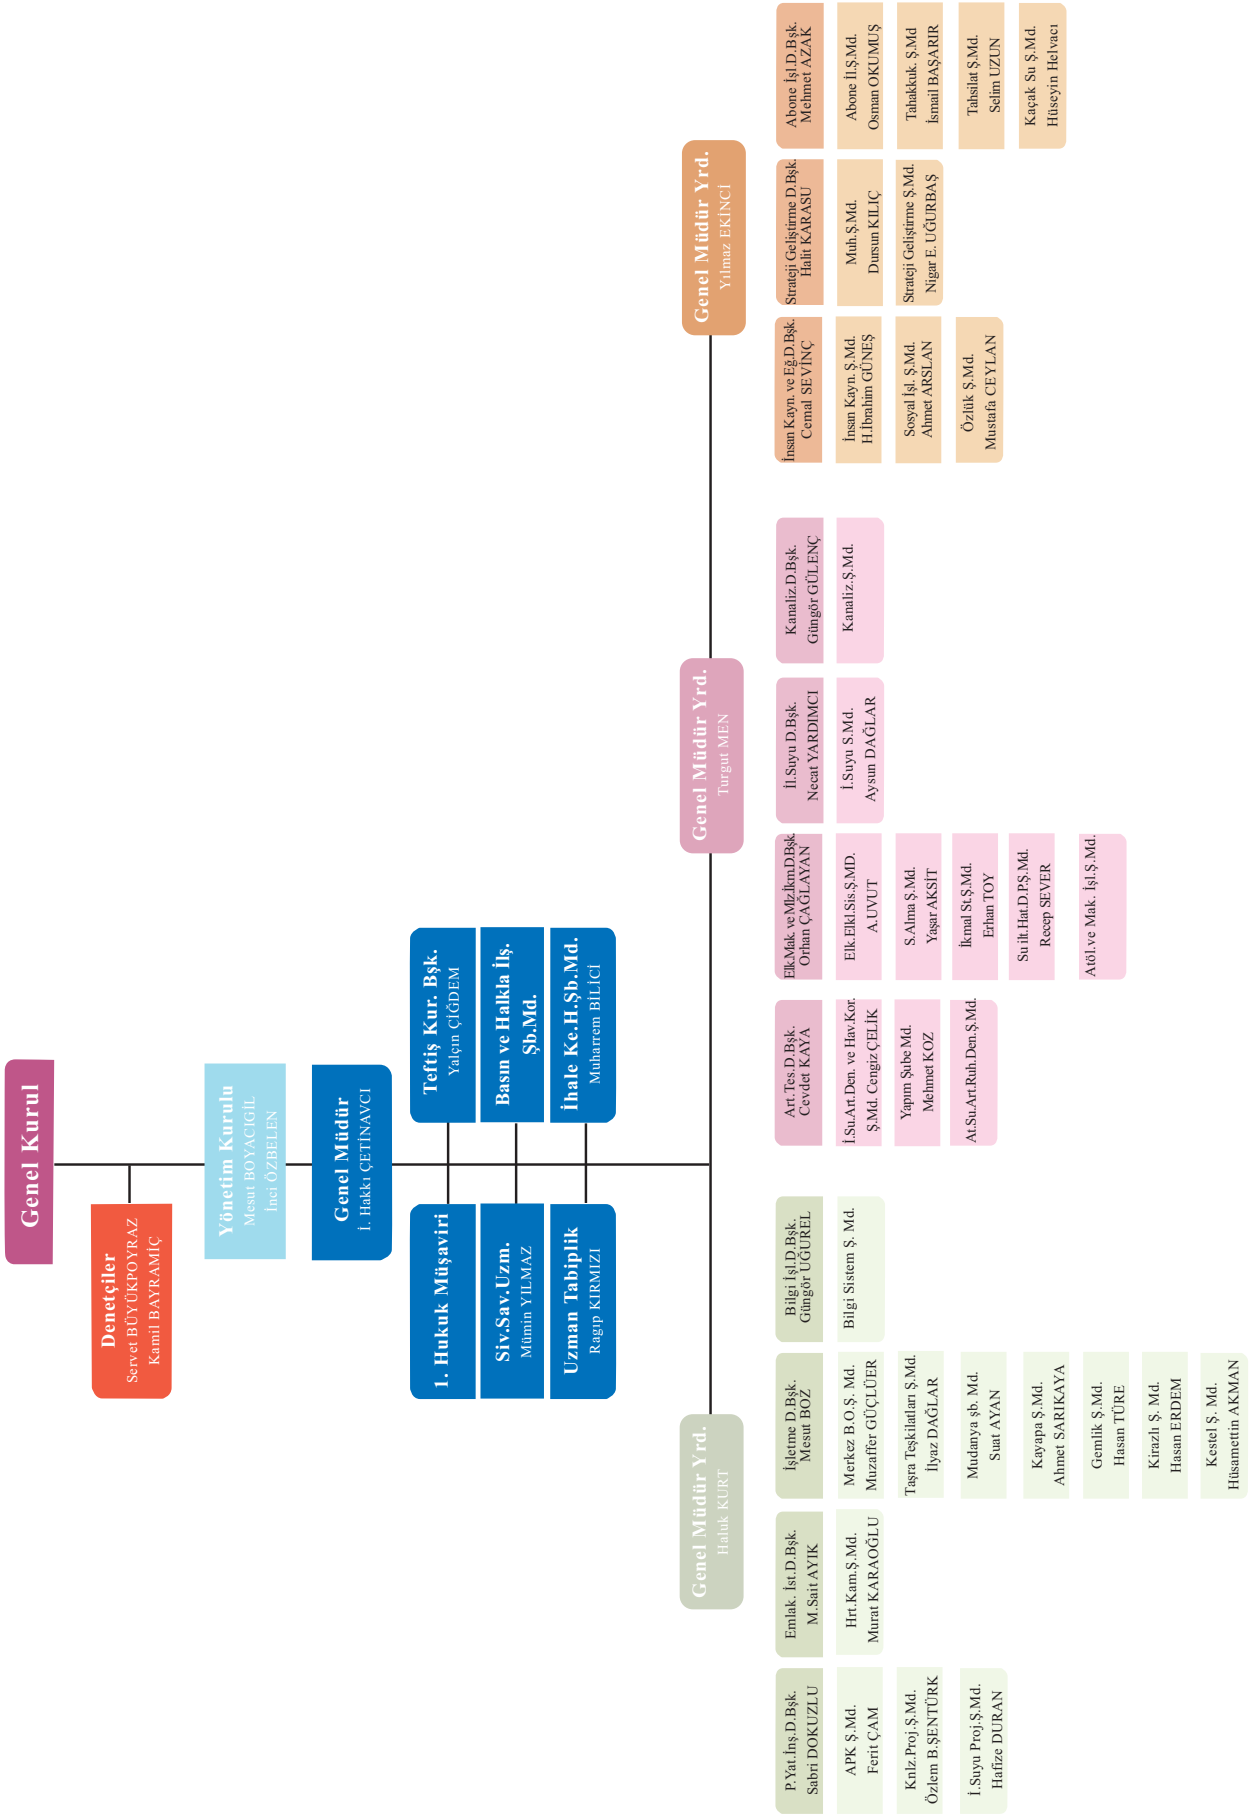 Genel Kurul
Denetçiler
Servet BÜYÜKPOYRAZ
Kamil BAYRAMİÇ
Yönetim Kurulu
Mesut BOYACIGİL
İnci ÖZBELEN
Genel Müdür
İ. Hakkı ÇETİNAVCI
1. Hukuk Müşaviri
Teftiş Kur. Bşk.
Yalçın ÇİĞDEM
Siv.Sav.Uzm.
Mümin YILMAZ
Basın ve Halkla İlş.
Şb.Md.
Uzman Tabiplik
Ragıp KIRMIZI
İhale Ke.H.Şb.Md.
Muharrem BİLİCİ
Genel Müdür Yrd.
Haluk KURT
Genel Müdür Yrd.
Turgut MEN
Genel Müdür Yrd.
Yılmaz EKİNCİ
P.Yat.İnş.D.Bşk.
Sabri DOKUZLU
APK Ş.Md.
Ferit ÇAM
Knlz.Proj.Ş.Md.
Özlem B.ŞENTÜRK
İ.Suyu Proj.Ş.Md.
Hafize DURAN
Emlak. İst.D.Bşk.
M.Sait AYIK
Hrt.Kam.Ş.Md.
Murat KARAOĞLU
İşletme D.Bşk.
Mesut BOZ
Merkez B.O.Ş. Md.
Muzaffer GÜÇLÜER
Taşra Teşkilatları Ş.Md.
İlyaz DAĞLAR
Mudanya şb. Md.
Suat AYAN
Kayapa Ş.Md.
Ahmet SARIKAYA
Gemlik Ş.Md.
Hasan TÜRE
Kirazlı Ş. Md.
Hasan ERDEM
Kestel Ş. Md.
Hüsamettin AKMAN
Bilgi İşl.D.Bşk.
Güngör UĞUREL
Bilgi Sistem Ş. Md.
Art.Tes.D.Bşk.
Cevdet KAYA
İ.Su.Art.Den. ve Hav.Kor.
Ş.Md. Cengiz ÇELİK
Yapım Şube Md.
Mehmet KOZ
At.Su.Art.Ruh.Den.Ş.Md.
Elk.Mak. ve Mlz.İkm.D.Bşk.
Orhan ÇAĞLAYAN
Elk.Elkl.Sis.Ş.MD.
A.UVUT
S.Alma Ş.Md.
Yaşar AKSİT
İkmal St.Ş.Md.
Erhan TOY
Su ilt.Hat.D.P.Ş.Md.
Recep SEVER
Atöl.ve Mak. İşl.Ş.Md.
İl.Suyu D.Bşk.
Necat YARDIMCI
İ.Suyu S.Md.
Aysun DAĞLAR
Kanaliz.D.Bşk.
Güngör GÜLENÇ
Kanaliz.Ş.Md.
İnsan Kayn. ve Eğ.D.Bşk.
Cemal SEVİNÇ
İnsan Kayn. Ş.Md.
H.İbrahim GÜNEŞ
Sosyal İşl. Ş.Md.
Ahmet ARSLAN
Özlük Ş.Md.
Mustafa CEYLAN
Strateji Geliştirme D.Bşk.
Halit KARASU
Muh.Ş.Md.
Dursun KILIÇ
Strateji Geliştirme Ş.Md.
Nigar E. UĞURBAŞ
Abone İşl.D.Bşk.
Mehmet AZAK
Abone İl.Ş.Md.
Osman OKUMUŞ
Tahakkuk. Ş.Md
İsmail BAŞARIR
Tahsilat Ş.Md.
Selim UZUN
Kaçak Su Ş.Md.
Hüseyin Helvacı